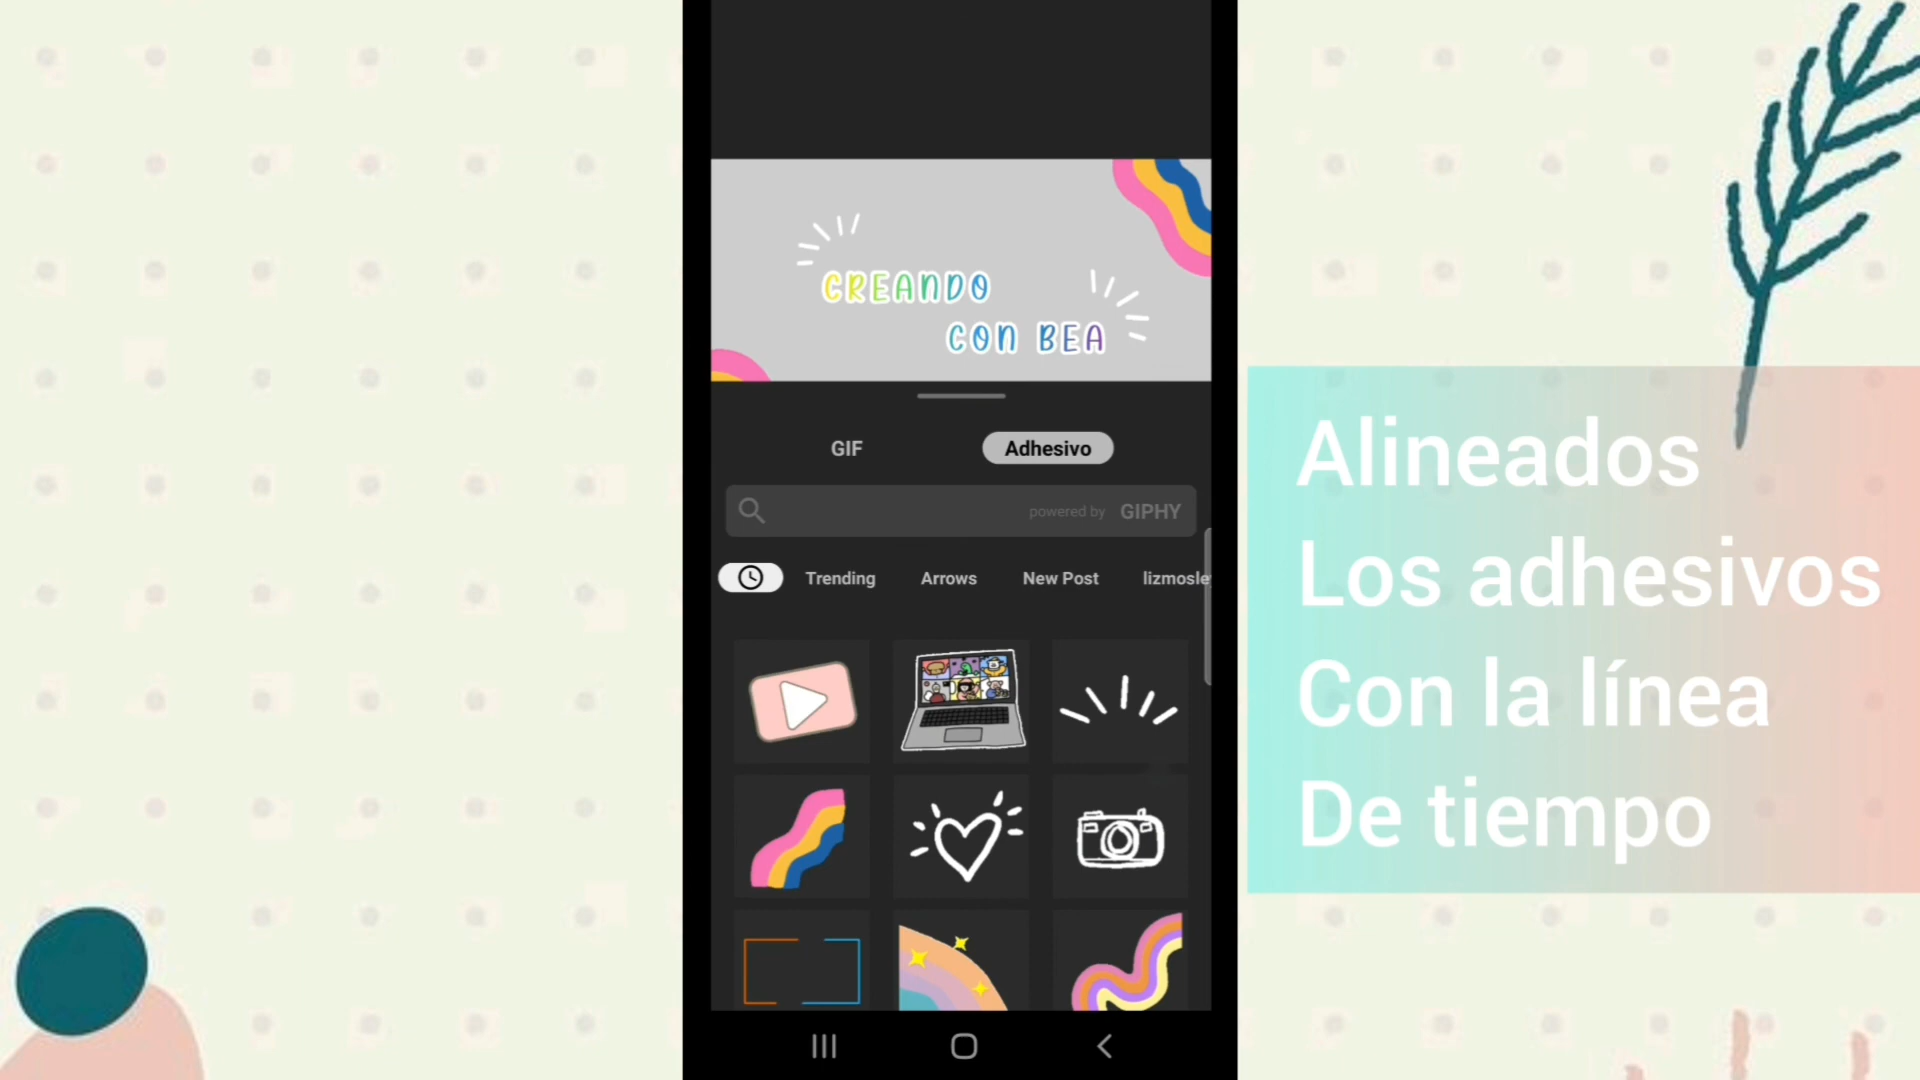 CREANDO
CON BEA
GIF Adhesivo
powered by GIPHY
Trending Arrows New Post lizmosle
Alineados
Los adhesivos
Con la línea
De tiempo